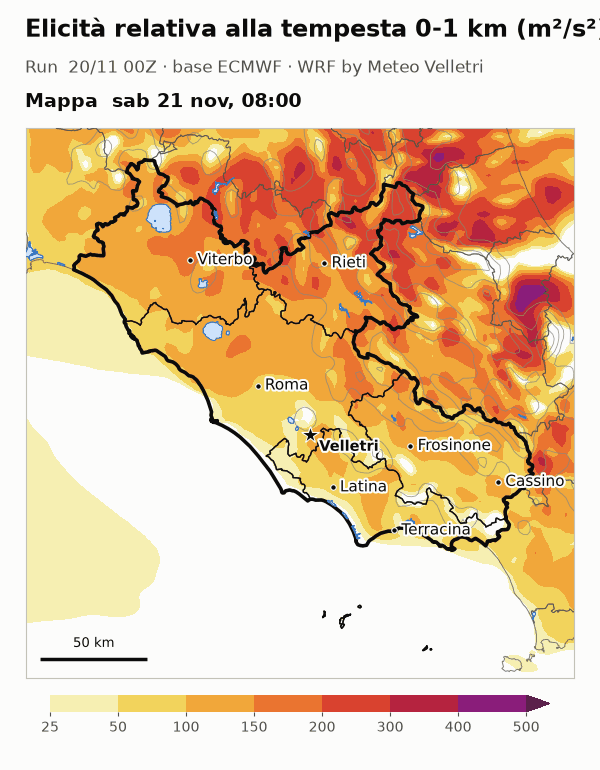 Elicità relativa alla tempesta 0-1 km (m²/s²)
Run  20/11 00Z · base ECMWF · WRF by Meteo Velletri
Mappa  sab 21 nov, 08:00
Viterbo
Rieti
Roma
Velletri
Frosinone
Cassino
Latina
Terracina
50 km
25 50 100 150 200 300 400 500